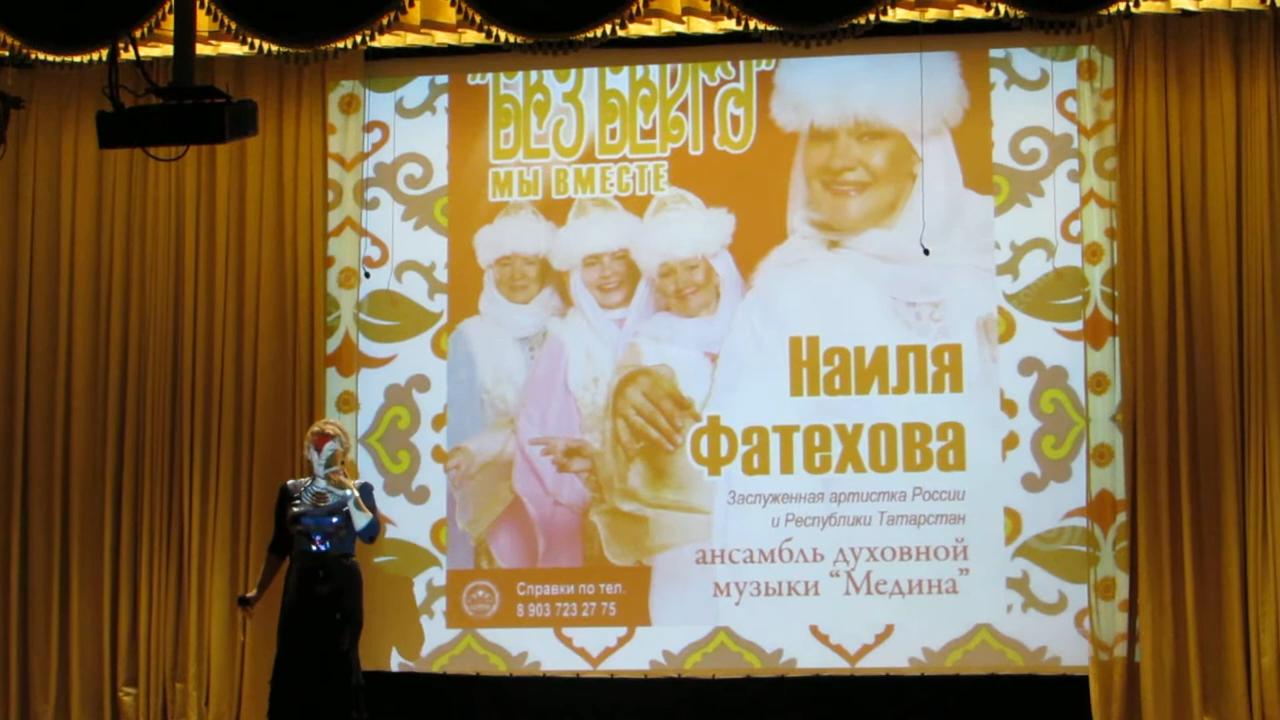 "БЕЗ БЕРГӘ"
МЫ ВМЕСТЕ
Наиля
Фатехова
Заслуженная артистка России
и Республики Татарстан
ансамбль духовной
музыки "Медина"
Справки по тел.
8 903 723 27 75